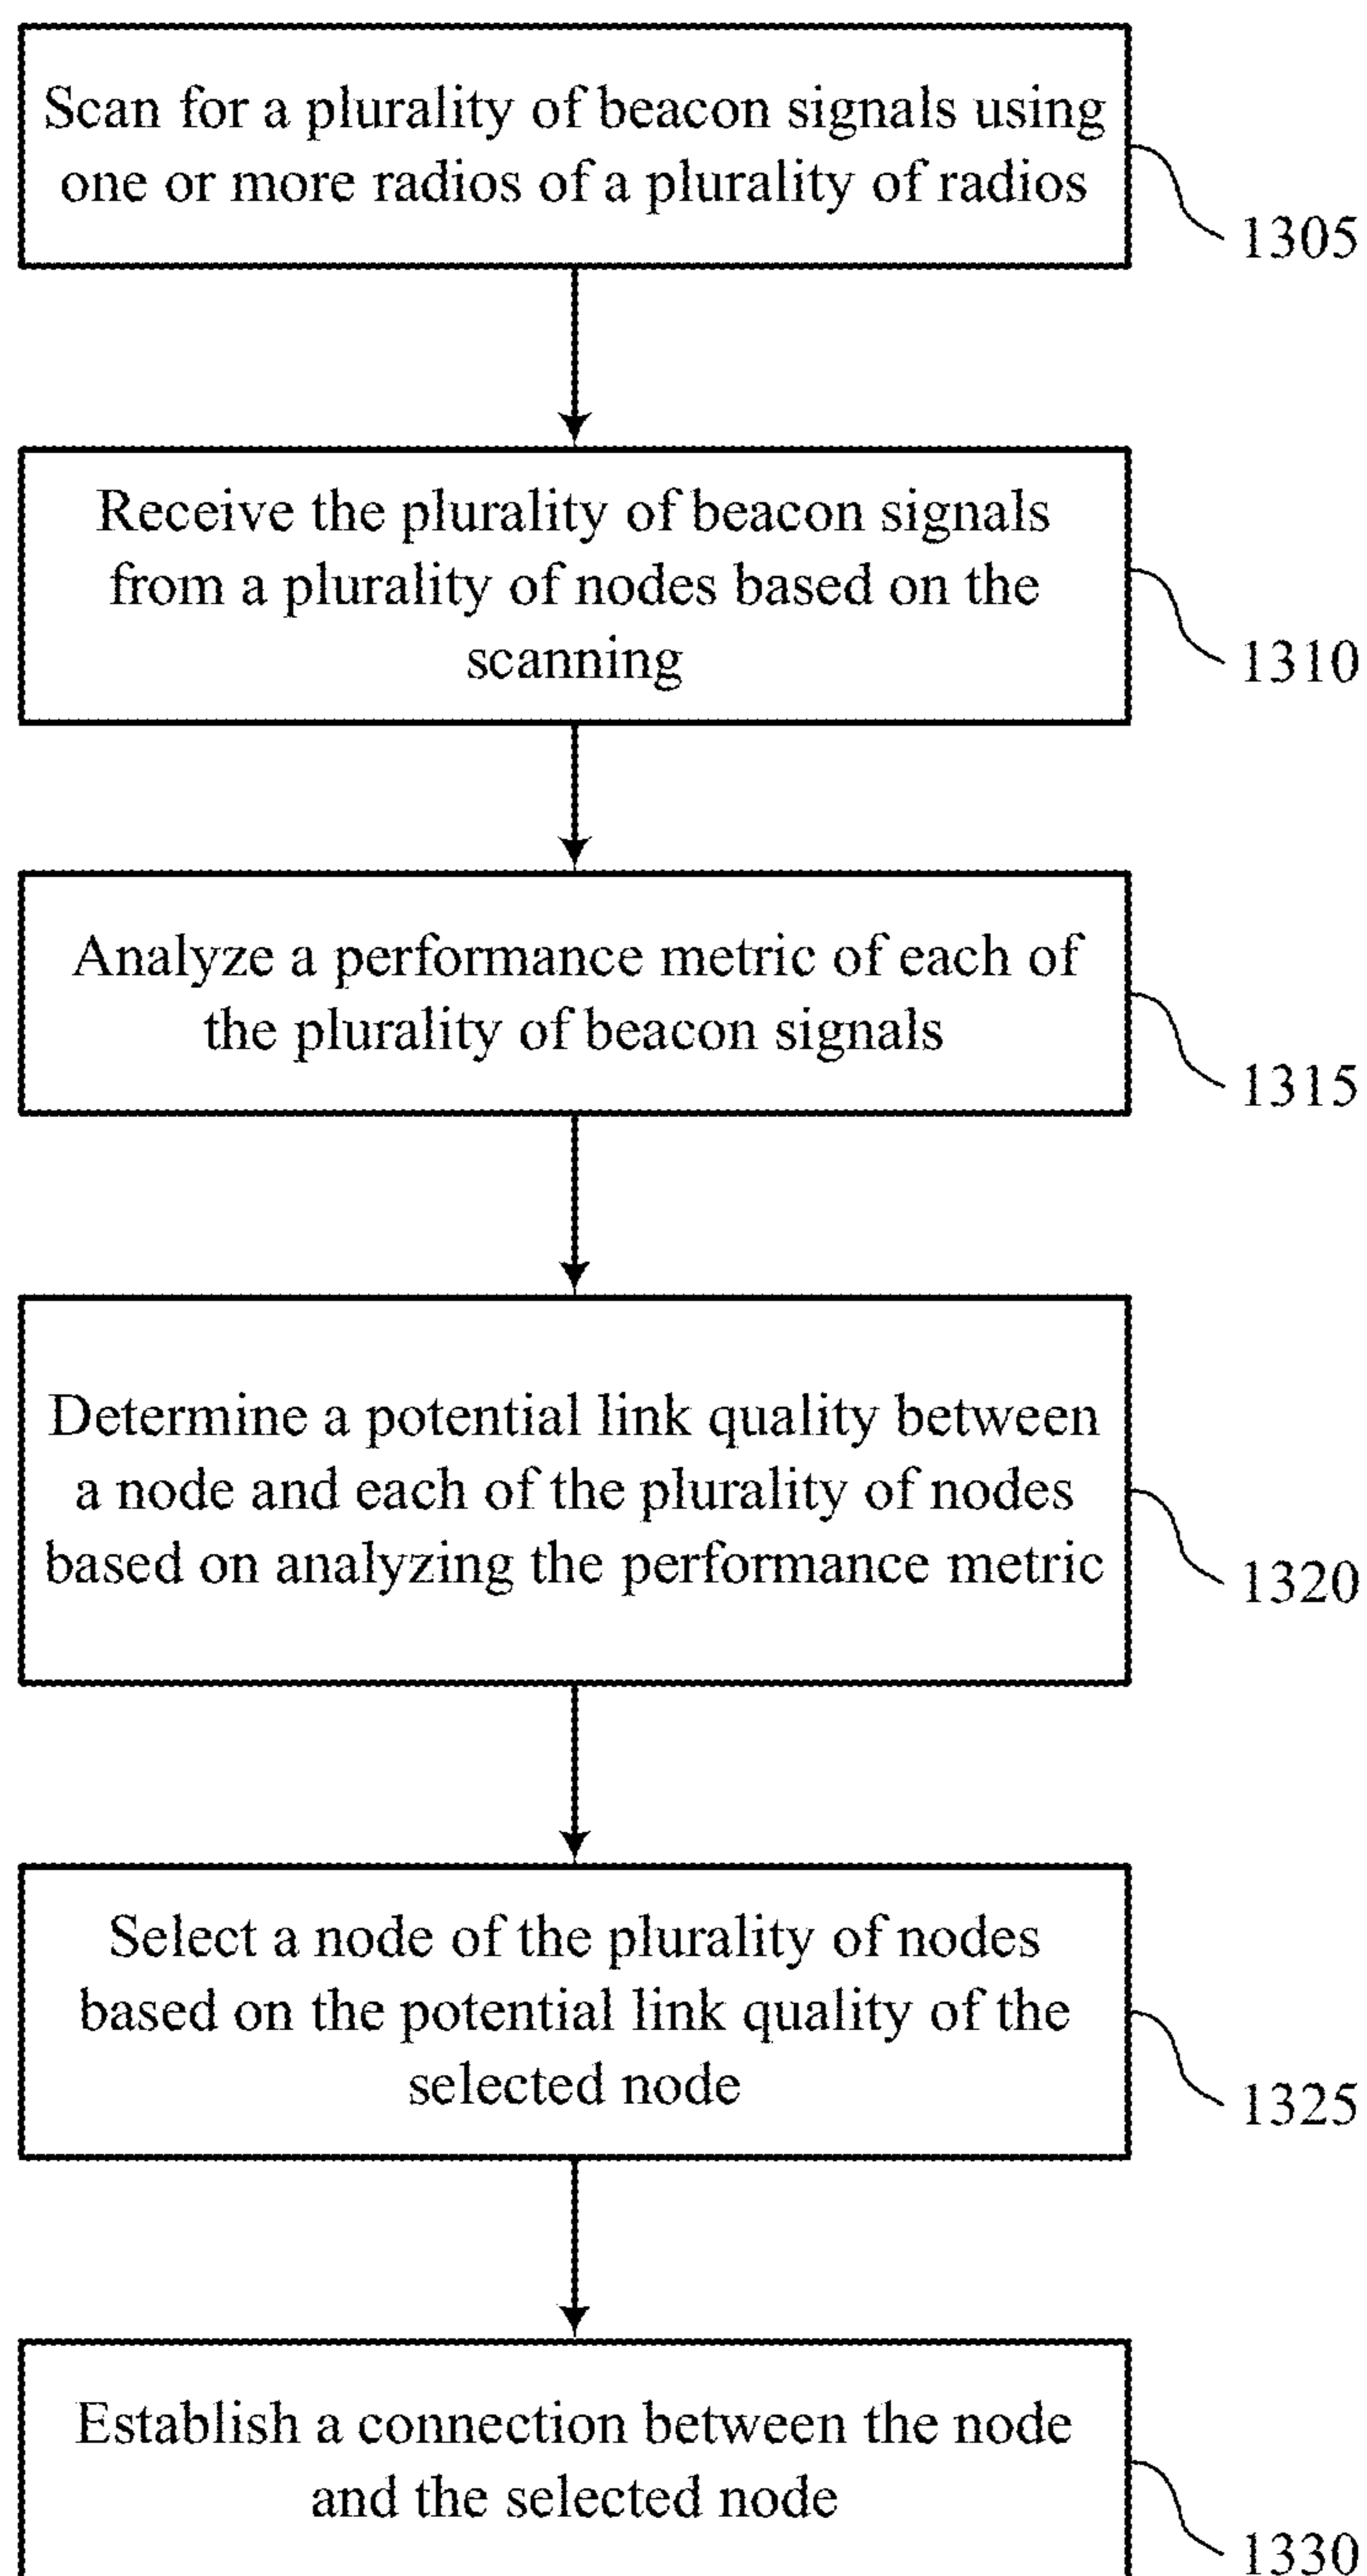 Scan for a plurality of beacon signals using
one or more radios of a plurality of radios
1305
Receive the plurality of beacon signals
from a plurality of nodes based on the
scanning
1310
Analyze a performance metric of each of
the plurality of beacon signals
1315
Determine a potential link quality between
a node and each of the plurality of nodes
based on analyzing the performance metric
1320
Select a node of the plurality of nodes
based on the potential link quality of the
selected node
1325
Establish a connection between the node
and the selected node
1330